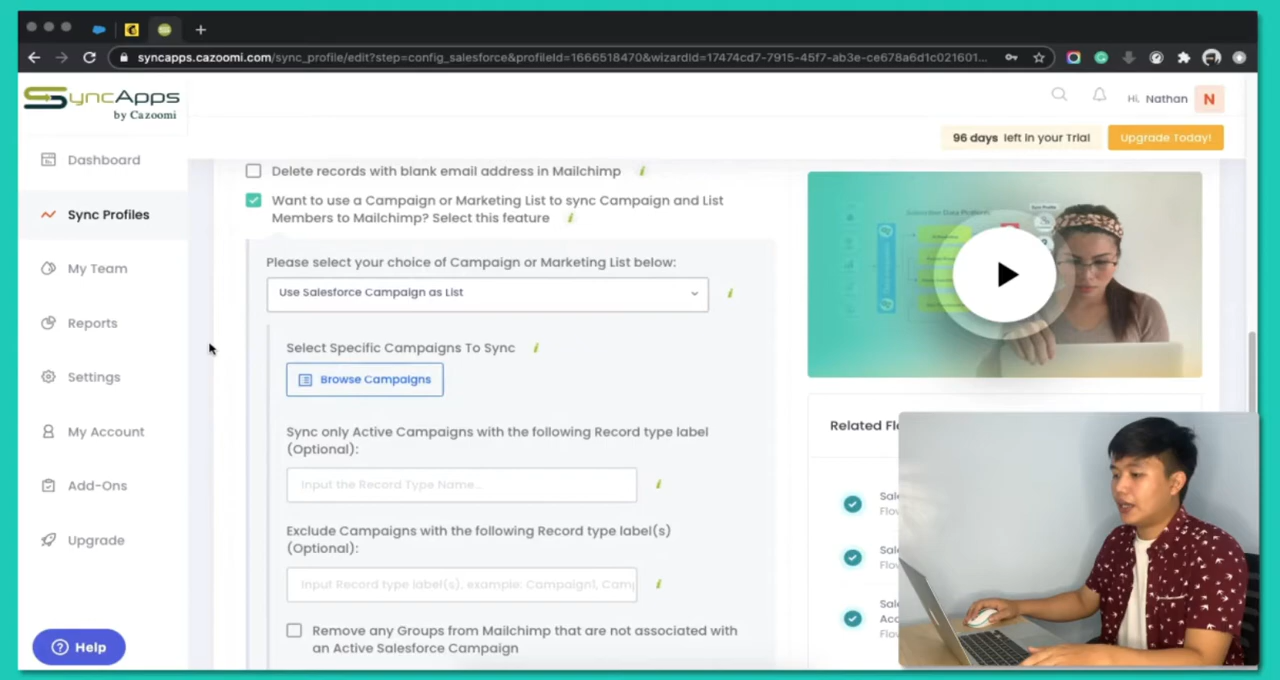 syncapps.cazoomi.com/sync_profile/edit?step=config_salesforce&profileId=1666518470&wizardId=17474cd7-7915-45f7-ab3e-ce678a6d1c021601...
SyncApps
by Cazoomi
Hi, Nathan
N
96 days left in your Trial
Upgrade Today!
Dashboard
Sync Profiles
My Team
Reports
Settings
My Account
Add-Ons
Upgrade
Help
Delete records with blank email address in Mailchimp
Want to use a Campaign or Marketing List to sync Campaign and List
Members to Mailchimp? Select this feature
Please select your choice of Campaign or Marketing List below:
Use Salesforce Campaign as List
Select Specific Campaigns To Sync
Browse Campaigns
Sync only Active Campaigns with the following Record type label
(Optional):
Input the Record Type Name...
Exclude Campaigns with the following Record type label(s)
(Optional):
Input Record type label(s), example: Campaign1, Cam
Remove any Groups from Mailchimp that are not associated with
an Active Salesforce Campaign
Related Fl
Sal
Flo
Sal
Flo
Sal
Acc
Flo